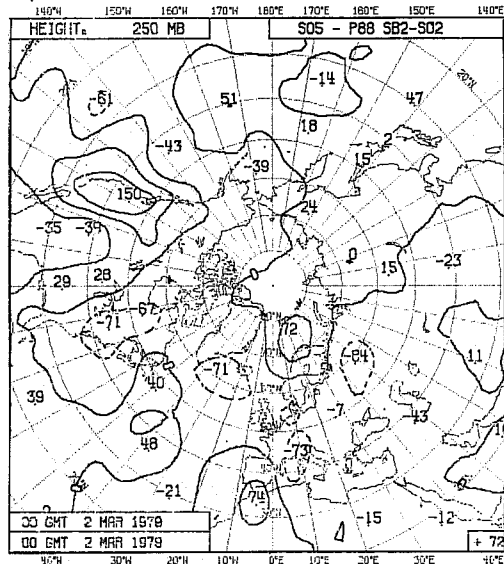 140°W 150°W 160°W 170°W 180°E 170°E 160°E 150°E 140°E
HEIGHT. 250 MB S05 - P88 SB2-S02
-61 51 -14 47
20°N
-43 18 2
-39 15
150 24
-35 -39
29 28 15 -23
-67
-71 72
-71 -84 11
39 40 -7 -43
48 -73
-21 74
-15 -12
00 GMT 2 MAR 1979
00 GMT 2 MAR 1979 + 72
40°W 30°W 20°W 10°W 0°E 10°E 20°E 30°E 40°E